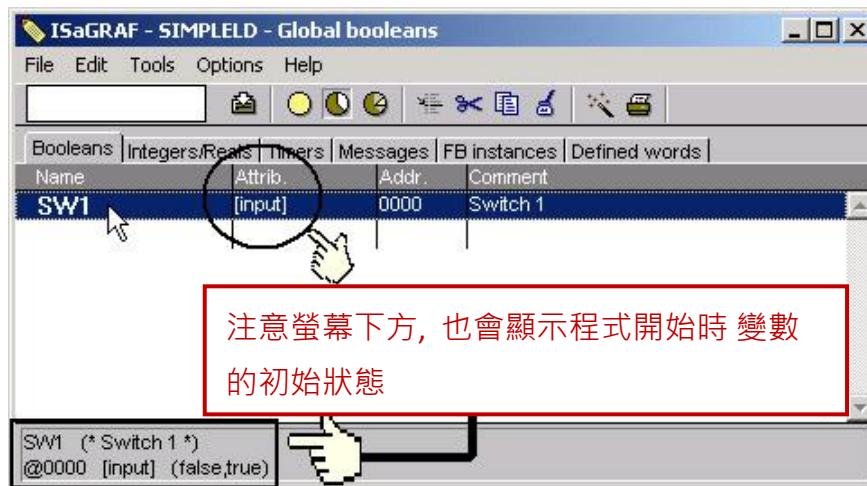 ISaGRAF - SIMPLELD - Global booleans
File Edit Tools Options Help
Booleans Integers/Reals Timers Messages FB instances Defined words
Name Attrib. Addr. Comment
SW1 [input] 0000 Switch 1
注意螢幕下方, 也會顯示程式開始時 變數
的初始狀態
SW1 (* Switch 1 *)
@0000 [input] (false,true)